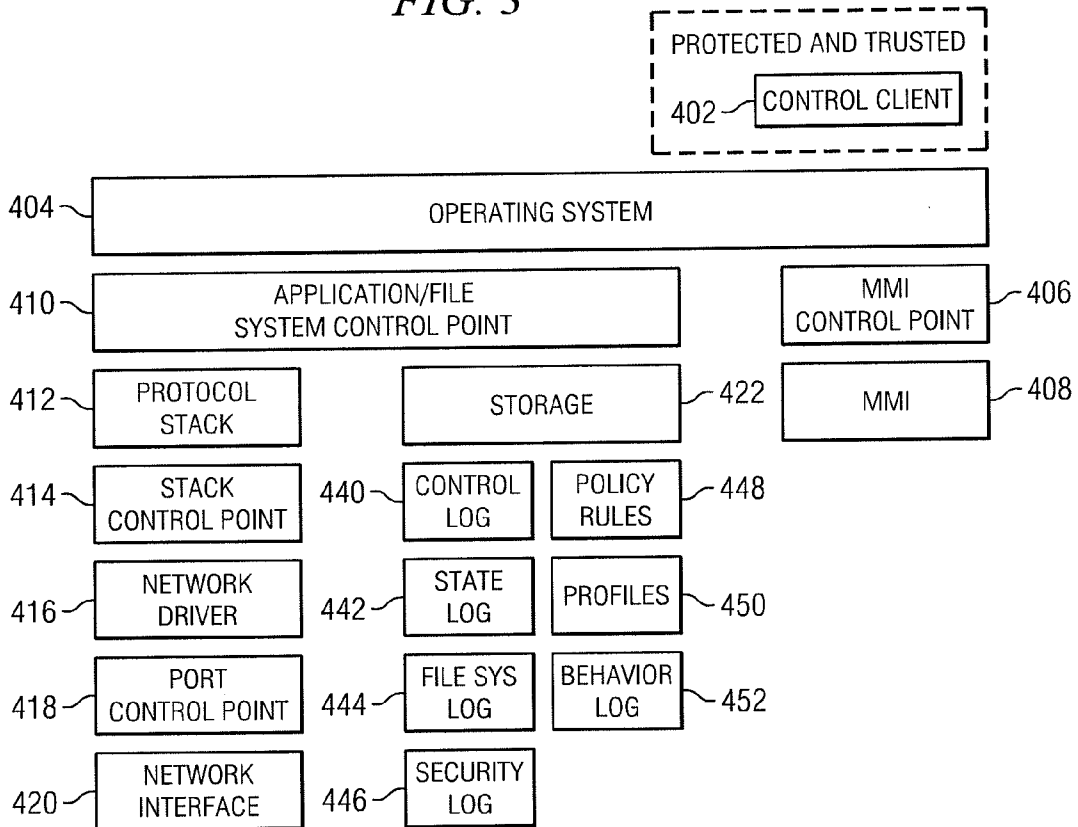 FIG. 3
PROTECTED AND TRUSTED
402 CONTROL CLIENT
404 OPERATING SYSTEM
410 APPLICATION/FILE
SYSTEM CONTROL POINT
MMI
CONTROL POINT 406
412 PROTOCOL
STACK
STORAGE 422
MMI 408
414 STACK
CONTROL POINT
440 CONTROL
LOG
POLICY
RULES 448
416 NETWORK
DRIVER
442 STATE
LOG
PROFILES 450
418 PORT
CONTROL POINT
444 FILE SYS
LOG
BEHAVIOR
LOG 452
420 NETWORK
INTERFACE
446 SECURITY
LOG